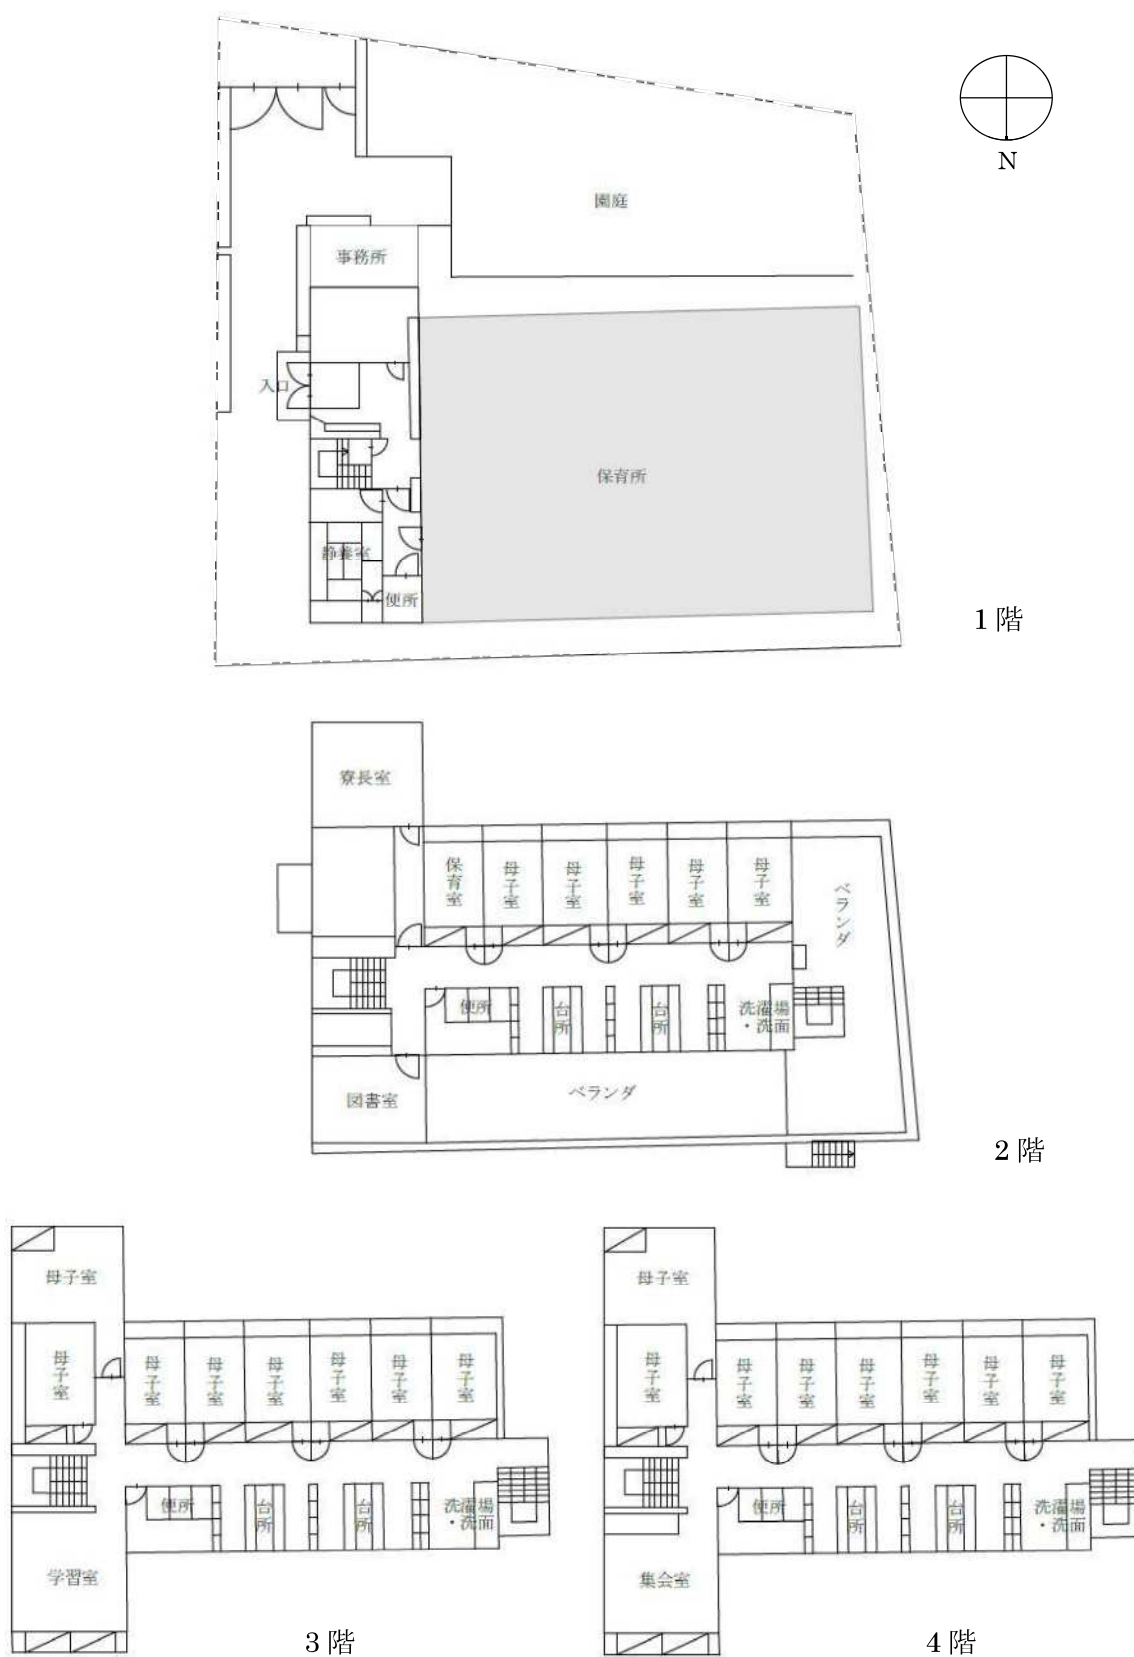 N
園庭
事務所
入口
保育所
静養室
便所
1 階
寮長室
保育室
母子室
母子室
母子室
母子室
母子室
ベランダ
便所
台所
台所
洗濯場
・洗面
図書室
ベランダ
2 階
母子室
母子室
母子室
母子室
母子室
母子室
母子室
母子室
便所
台所
台所
洗濯場
・洗面
学習室
3 階
母子室
母子室
母子室
母子室
母子室
母子室
母子室
母子室
便所
台所
台所
洗濯場
・洗面
集会室
4 階